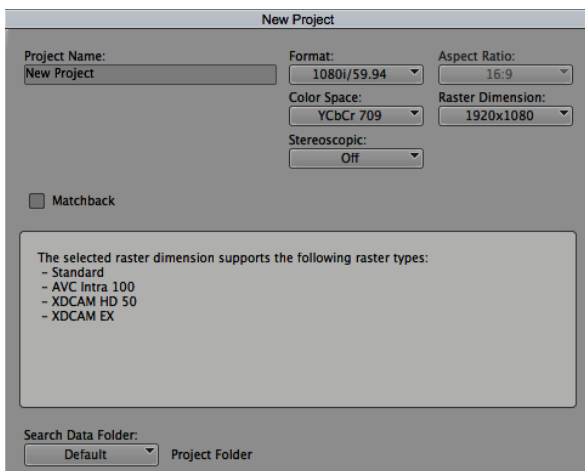 New Project
Project Name:
New Project
Format:
1080i/59.94
Aspect Ratio:
16:9
Color Space:
YCbCr 709
Raster Dimension:
1920x1080
Stereoscopic:
Off
Matchback
The selected raster dimension supports the following raster types:
- Standard
- AVC Intra 100
- XDCAM HD 50
- XDCAM EX
Search Data Folder:
Default
Project Folder